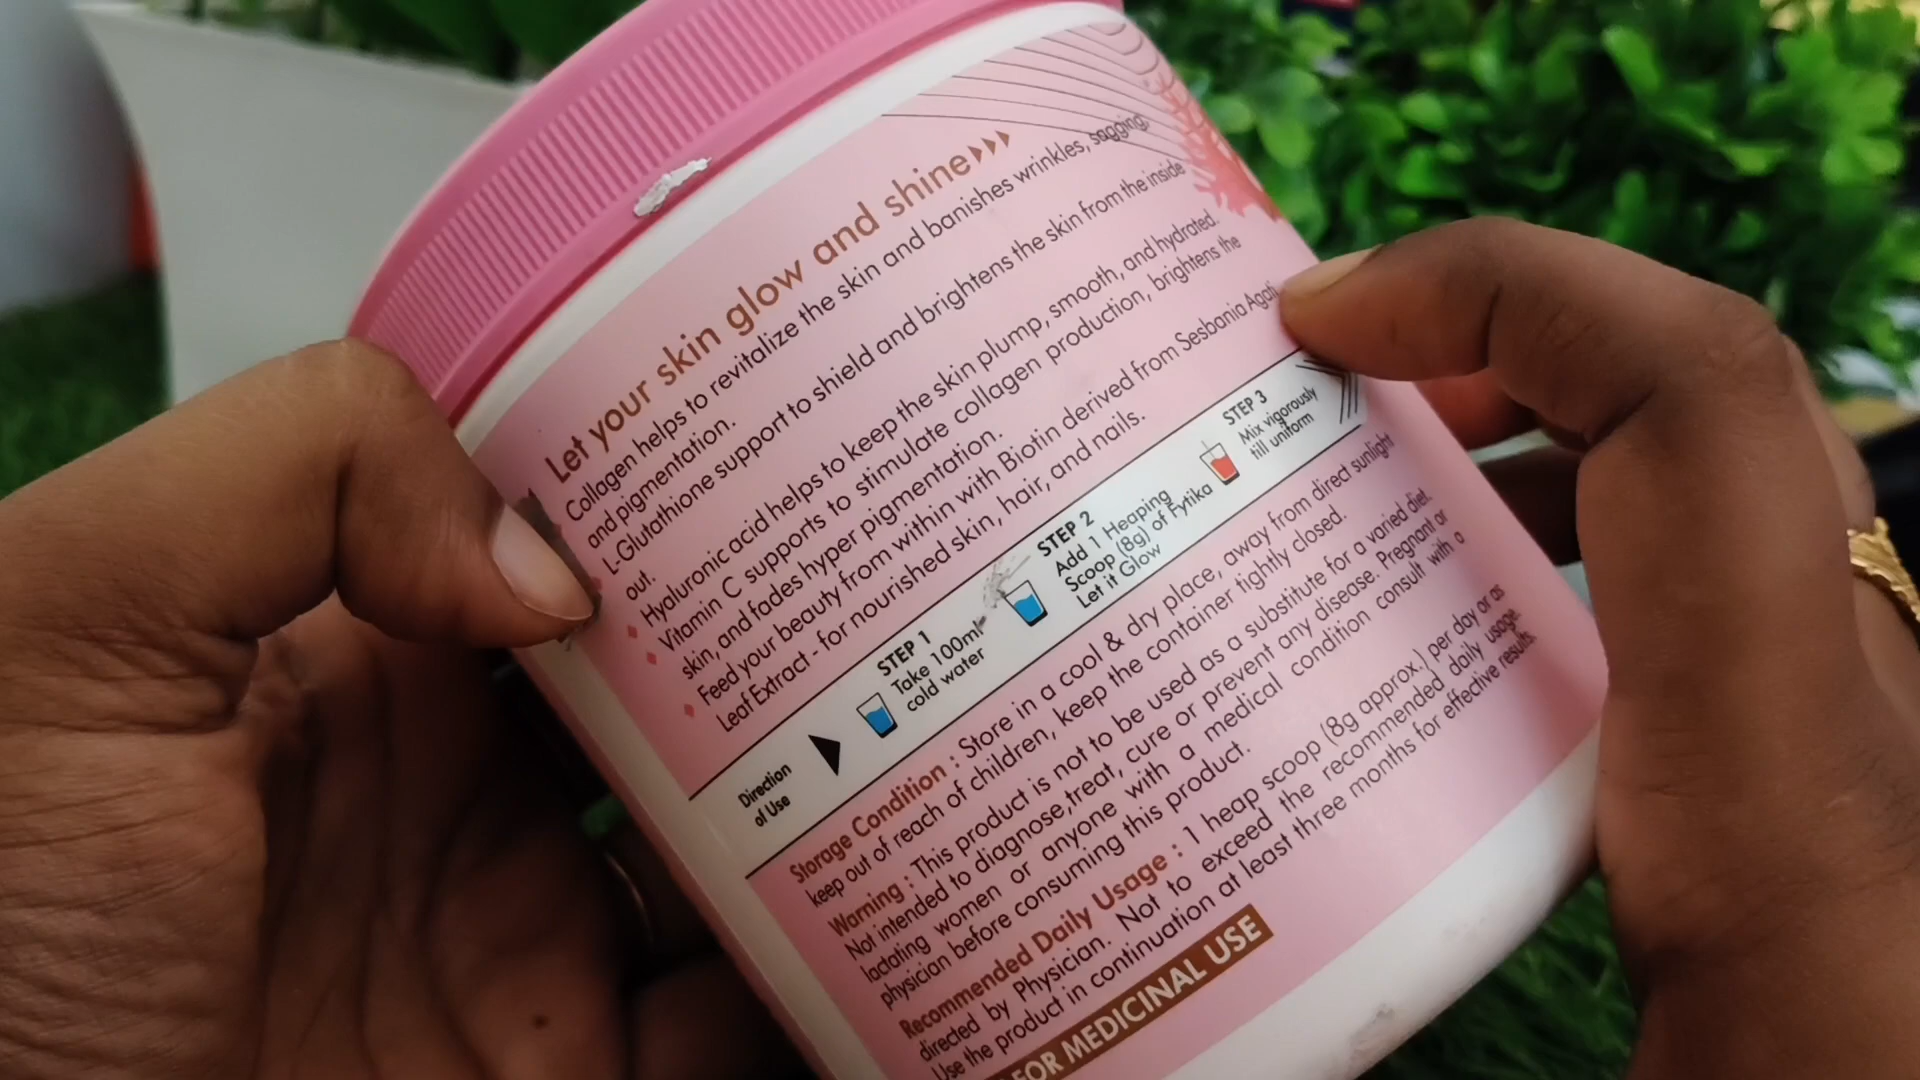 Let your skin glow and shine
Collagen helps to revitalize the skin and banishes wrinkles, sagging,
and pigmentation.
L-Glutathione support to shield and brightens the skin from the inside
out.
Hyaluronic acid helps to keep the skin plump, smooth, and hydrated.
Vitamin C supports to stimulate collagen production, brightens the
skin, and fades hyper pigmentation.
Feed your beauty from within with Biotin derived from Sesbania Agati
Leaf Extract - for nourished skin, hair, and nails.
Direction
of Use
STEP 1
Take 100ml
cold water
STEP 2
Add 1 Heaping
Scoop (8g) of Fytika
Let it Glow
STEP 3
Mix vigorously
till uniform
Storage Condition : Store in a cool & dry place, away from direct sunlight
keep out of reach of children, keep the container tightly closed.
Warning : This product is not to be used as a substitute for a varied diet.
Not intended to diagnose,treat, cure or prevent any disease. Pregnant or
lactating women or anyone with a medical condition consult with a
physician before consuming this product.
Recommended Daily Usage : 1 heap scoop (8g approx.) per day or as
directed by Physician. Not to exceed the recommended daily usage.
Use the product in continuation at least three months for effective results.
FOR MEDICINAL USE